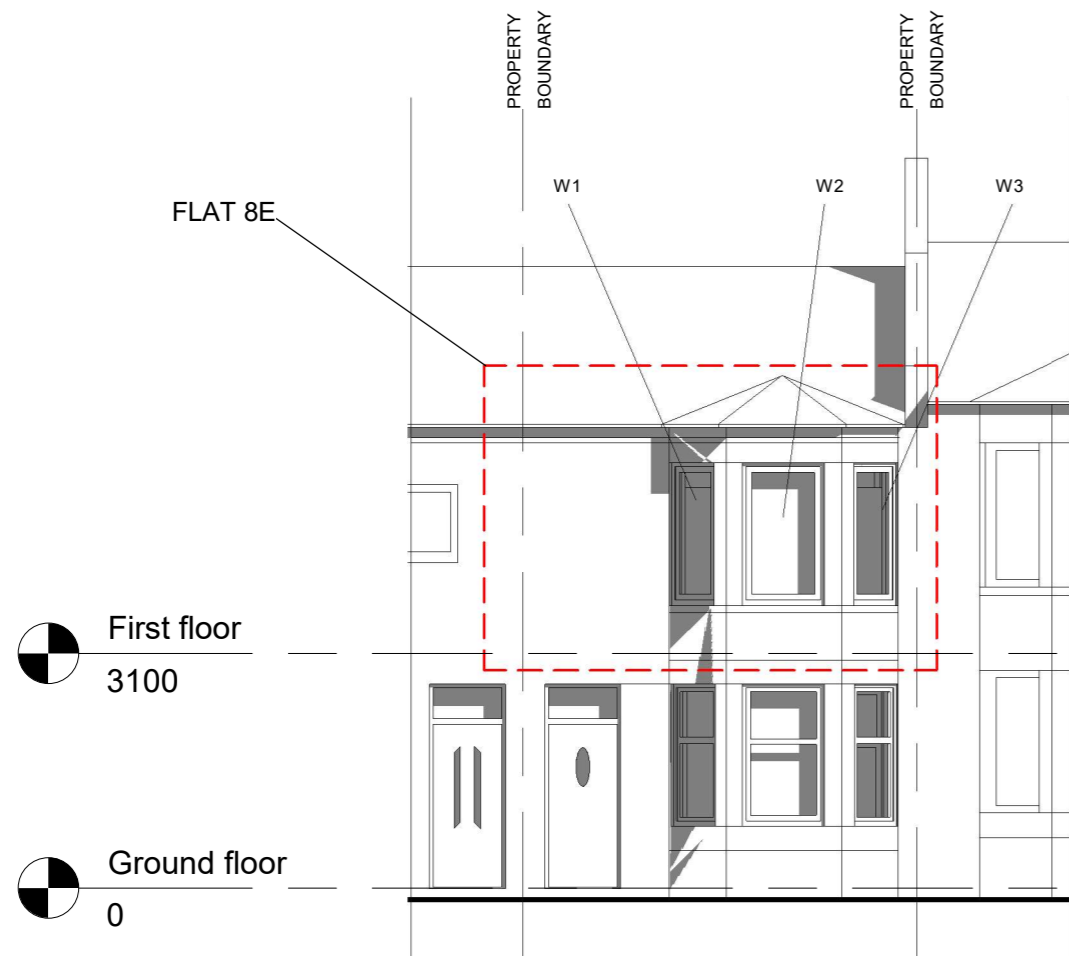 PROPERTY
BOUNDARY
PROPERTY
BOUNDARY
W1
W2
W3
FLAT 8E
First floor
3100
Ground floor
0